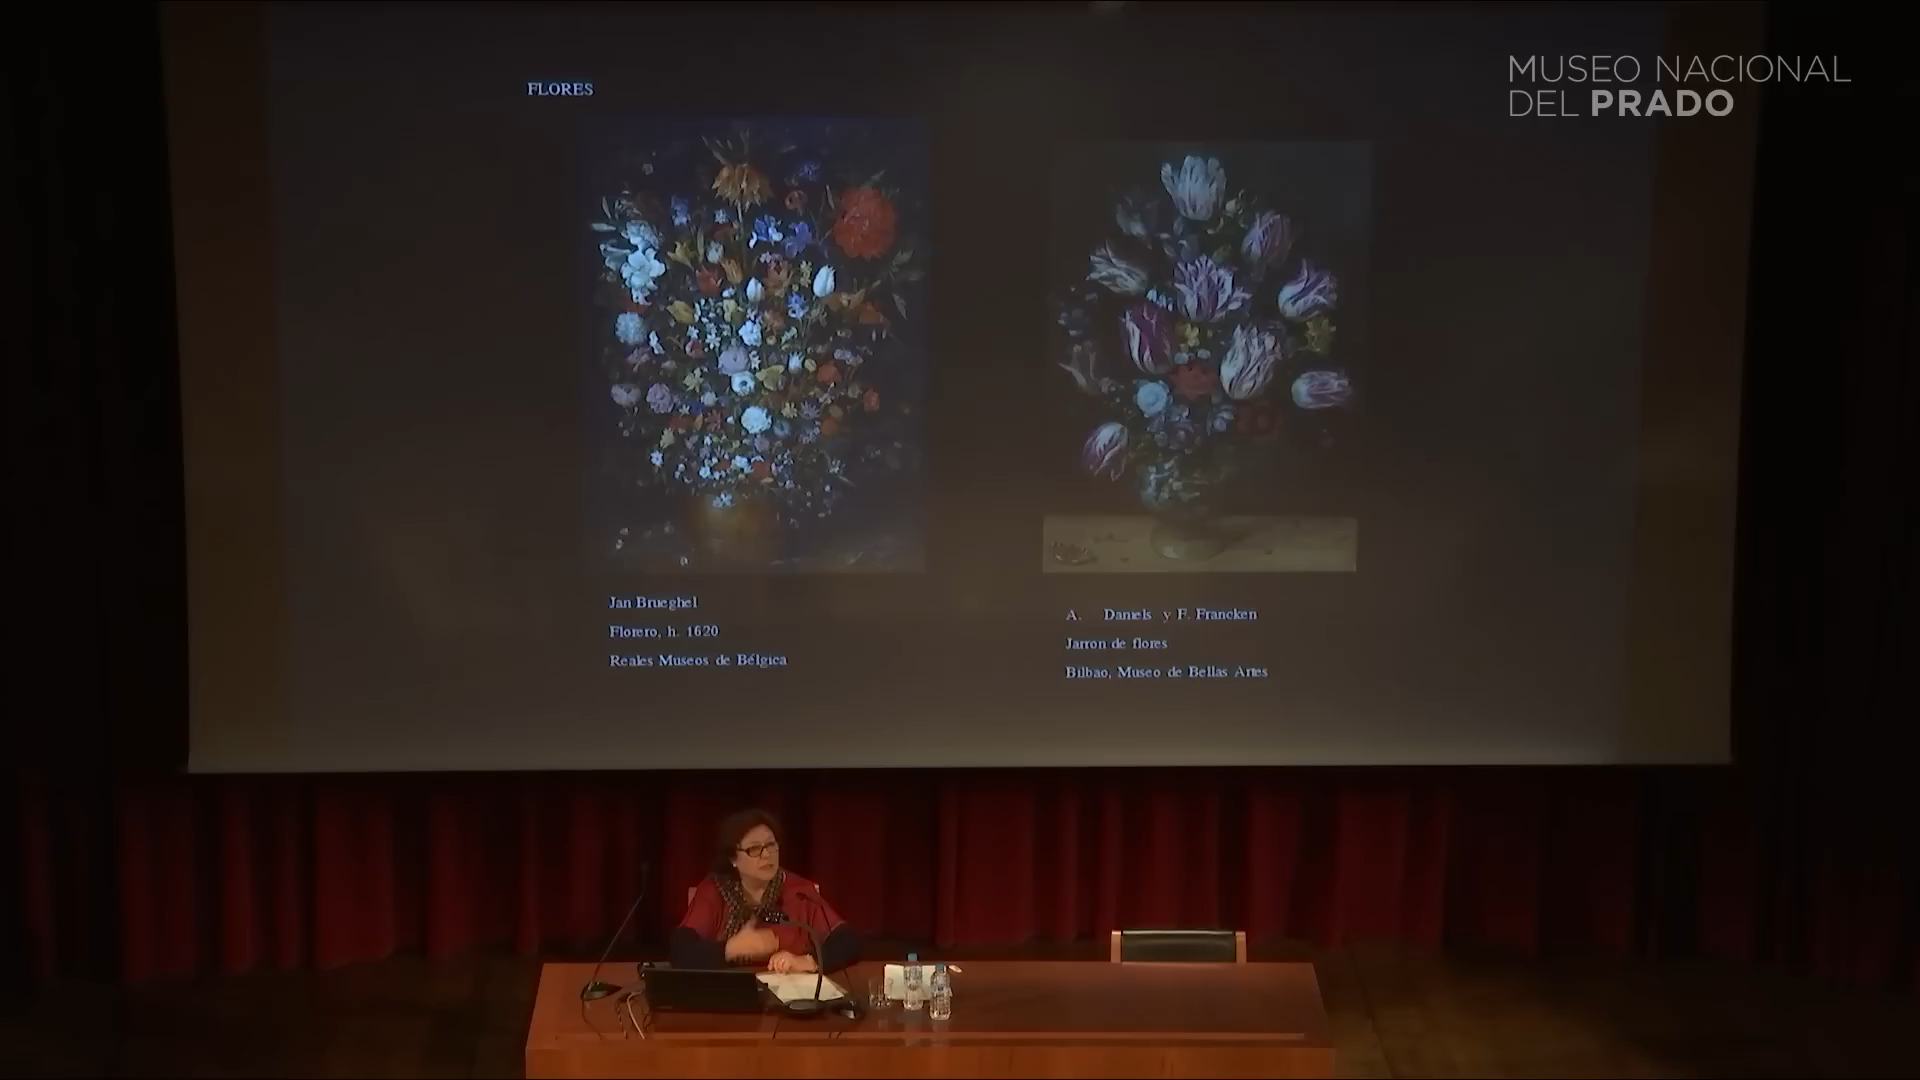 MUSEO NACIONAL
DEL PRADO
FLORES
Jan Brueghel
Florero, h. 1620
Reales Museos de Bélgica
A. Daniels y F. Francken
Jarron de flores
Bilbao, Museo de Bellas Artes